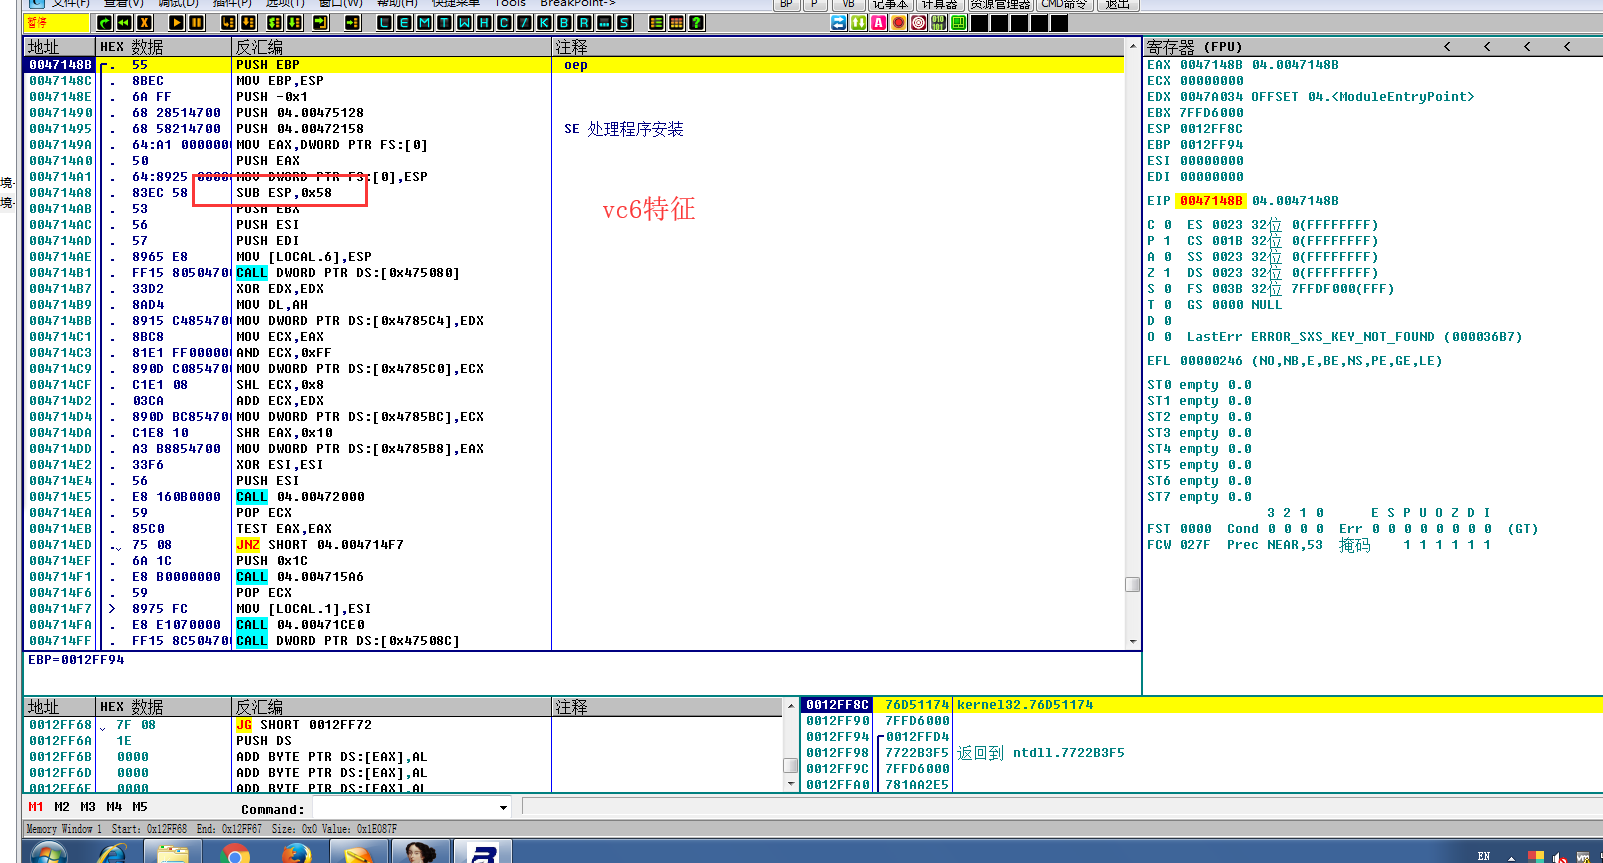 文件(F) 查看(V) 调试(D) 插件(P) 选项(T) 窗口(W) 帮助(H) 快捷菜单 Tools BreakPoint-> BP P VB 记事本 计算器 资源管理器 CMD命令 退出
暂停 L E M T W H C / K B R ... S
地址 HEX 数据 反汇编 注释 寄存器 (FPU) < < < <
0047148B . 55 PUSH EBP oep
0047148C . 8BEC MOV EBP,ESP
0047148E . 6A FF PUSH -0x1
00471490 . 68 28514700 PUSH 04.00475128
00471495 . 68 58214700 PUSH 04.00472158 SE 处理程序安装
0047149A . 64:A1 0000000 MOV EAX,DWORD PTR FS:[0]
004714A0 . 50 PUSH EAX
004714A1 . 64:8925 0000 MOV DWORD PTR FS:[0],ESP
004714A8 . 83EC 58 SUB ESP,0x58
004714AB . 53 PUSH EBX
004714AC . 56 PUSH ESI
004714AD . 57 PUSH EDI
004714AE . 8965 E8 MOV [LOCAL.6],ESP
004714B1 . FF15 8050470 CALL DWORD PTR DS:[0x475080]
004714B7 . 33D2 XOR EDX,EDX
004714B9 . 8AD4 MOV DL,AH
004714BB . 8915 C485470 MOV DWORD PTR DS:[0x4785C4],EDX
004714C1 . 8BC8 MOV ECX,EAX
004714C3 . 81E1 FF00000 AND ECX,0xFF
004714C9 . 890D C085470 MOV DWORD PTR DS:[0x4785C0],ECX
004714CF . C1E1 08 SHL ECX,0x8
004714D2 . 03CA ADD ECX,EDX
004714D4 . 890D BC85470 MOV DWORD PTR DS:[0x4785BC],ECX
004714DA . C1E8 10 SHR EAX,0x10
004714DD . A3 B8854700 MOV DWORD PTR DS:[0x4785B8],EAX
004714E2 . 33F6 XOR ESI,ESI
004714E4 . 56 PUSH ESI
004714E5 . E8 160B0000 CALL 04.00472000
004714EA . 59 POP ECX
004714EB . 85C0 TEST EAX,EAX
004714ED . 75 08 JNZ SHORT 04.004714F7
004714EF . 6A 1C PUSH 0x1C
004714F1 . E8 B0000000 CALL 04.004715A6
004714F6 . 59 POP ECX
004714F7 > 8975 FC MOV [LOCAL.1],ESI
004714FA . E8 E1070000 CALL 04.00471CE0
004714FF . FF15 8C50470 CALL DWORD PTR DS:[0x47508C]
vc6特征
EAX 0047148B 04.0047148B
ECX 00000000
EDX 0047A034 OFFSET 04.<ModuleEntryPoint>
EBX 7FFD6000
ESP 0012FF8C
EBP 0012FF94
ESI 00000000
EDI 00000000
EIP 0047148B 04.0047148B
C 0 ES 0023 32位 0(FFFFFFFF)
P 1 CS 001B 32位 0(FFFFFFFF)
A 0 SS 0023 32位 0(FFFFFFFF)
Z 1 DS 0023 32位 0(FFFFFFFF)
S 0 FS 003B 32位 7FFDF000(FFF)
T 0 GS 0000 NULL
D 0
O 0 LastErr ERROR_SXS_KEY_NOT_FOUND (000036B7)
EFL 00000246 (NO,NB,E,BE,NS,PE,GE,LE)
ST0 empty 0.0
ST1 empty 0.0
ST2 empty 0.0
ST3 empty 0.0
ST4 empty 0.0
ST5 empty 0.0
ST6 empty 0.0
ST7 empty 0.0
3 2 1 0 E S P U O Z D I
FST 0000 Cond 0 0 0 0 Err 0 0 0 0 0 0 0 0 (GT)
FCW 027F Prec NEAR,53 掩码 1 1 1 1 1 1
境
境
EBP=0012FF94
地址 HEX 数据 反汇编 注释
0012FF68 7F 08 JG SHORT 0012FF72
0012FF6A 1E PUSH DS
0012FF6B 0000 ADD BYTE PTR DS:[EAX],AL
0012FF6D 0000 ADD BYTE PTR DS:[EAX],AL
0012FF6F 0000 ADD BYTE PTR DS:[EAX],AL
0012FF8C 76D51174 kernel32.76D51174
0012FF90 7FFD6000
0012FF94 0012FFD4
0012FF98 7722B3F5 返回到 ntdll.7722B3F5
0012FF9C 7FFD6000
0012FFA0 781AA2E5
M1 M2 M3 M4 M5 Command:
Memory Window 1 Start: 0x12FF68 End: 0x12FF67 Size: 0x0 Value: 0x1E087F
EN